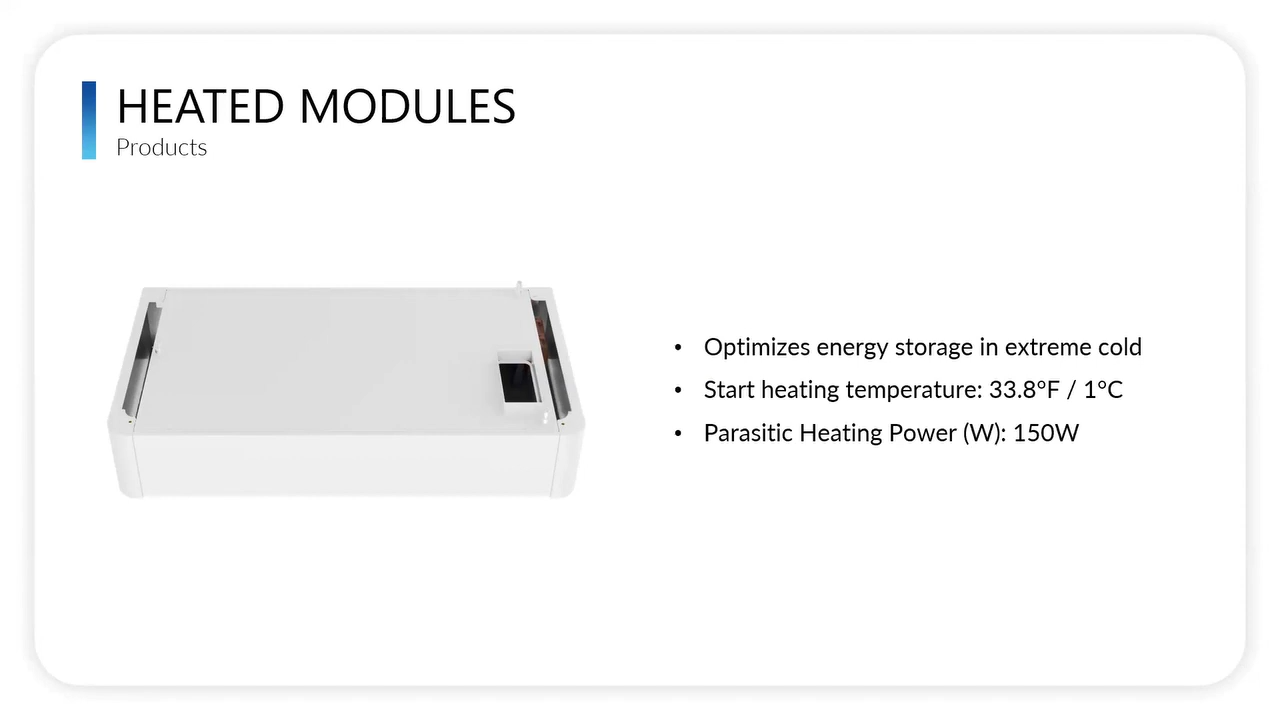 HEATED MODULES
Products
• Optimizes energy storage in extreme cold
• Start heating temperature: 33.8°F / 1°C
• Parasitic Heating Power (W): 150W